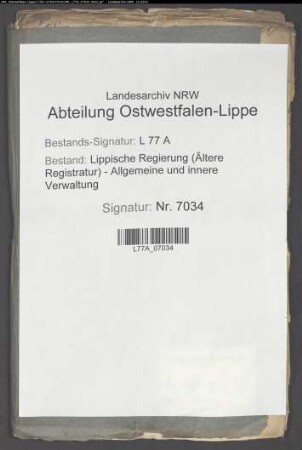 Landesarchiv NRW
Abteilung Ostwestfalen-Lippe
Bestands-Signatur: L 77 A
Bestand: Lippische Regierung (Ältere
Registratur) - Allgemeine und innere
Verwaltung
Signatur: Nr. 7034
L77A_07034